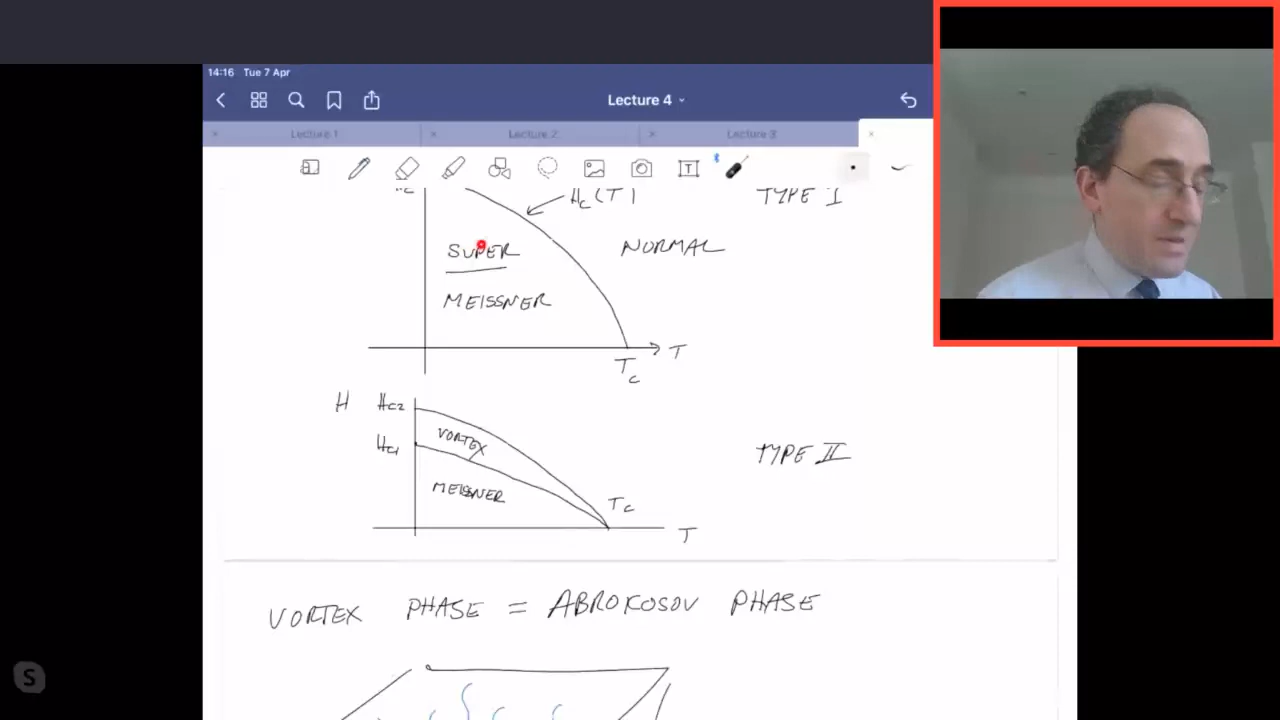 14:16 Tue 7 Apr
Lecture 4
Lecture 1 Lecture 2 Lecture 3
T
Hc(T) TYPE I
SUPER NORMAL
MEISSNER
T
Tc
H Hc2
VORTEX
Hc1
TYPE II
MEISSNER
Tc
T
VORTEX PHASE = ABROKOSOV PHASE
S